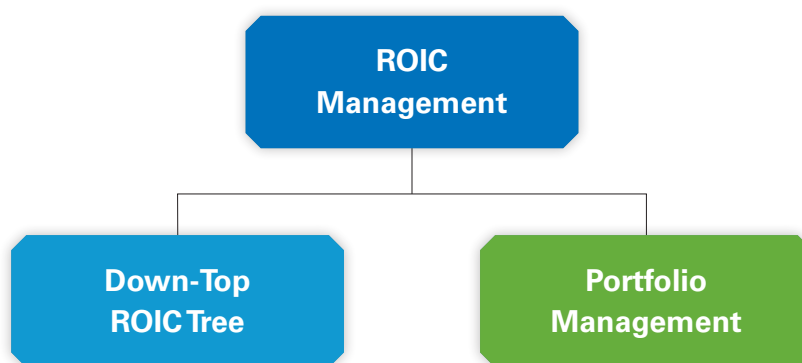 ROIC
Management
Down-Top
ROIC Tree
Portfolio
Management